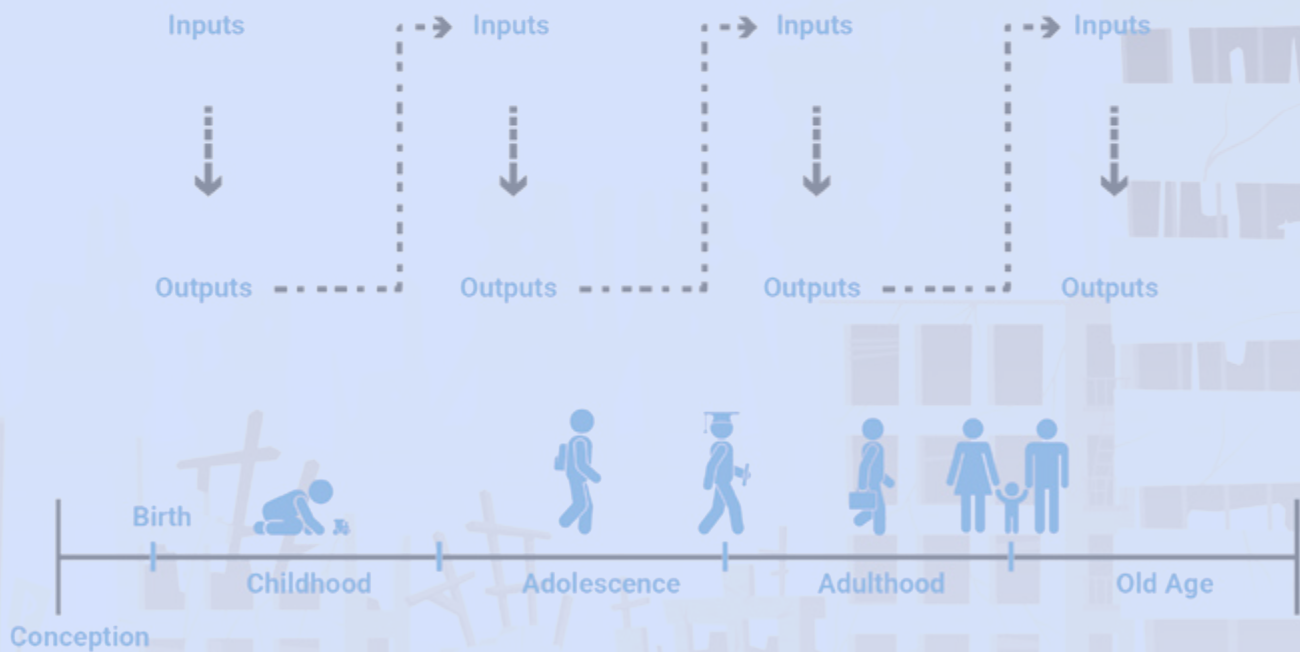 Inputs Inputs Inputs Inputs
Outputs Outputs Outputs Outputs
Birth
Childhood Adolescence Adulthood Old Age
Conception